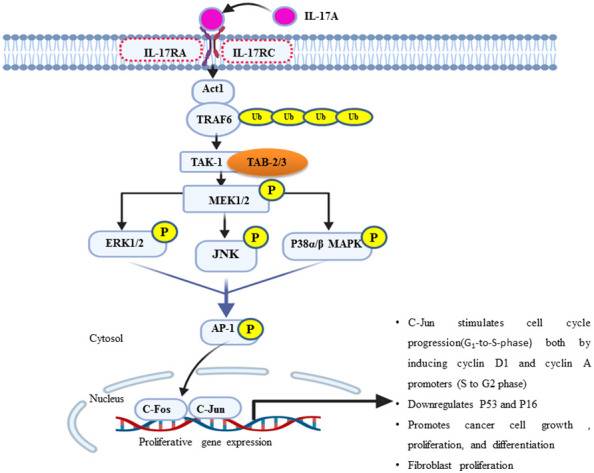 IL-17A
IL-17RA
IL-17RC
Act1
TRAF6
Ub Ub Ub Ub
TAK-1
TAB-2/3
MEK1/2
P
ERK1/2
P
JNK
P
P38α/β MAPK
P
AP-1
P
Cytosol
Nucleus
C-Fos
C-Jun
Proliferative gene expression
• C-Jun stimulates cell cycle
progression(G₁-to-S-phase) both by
inducing cyclin D1 and cyclin A
promoters (S to G2 phase)
• Downregulates P53 and P16
• Promotes cancer cell growth ,
proliferation, and differentiation
• Fibroblast proliferation